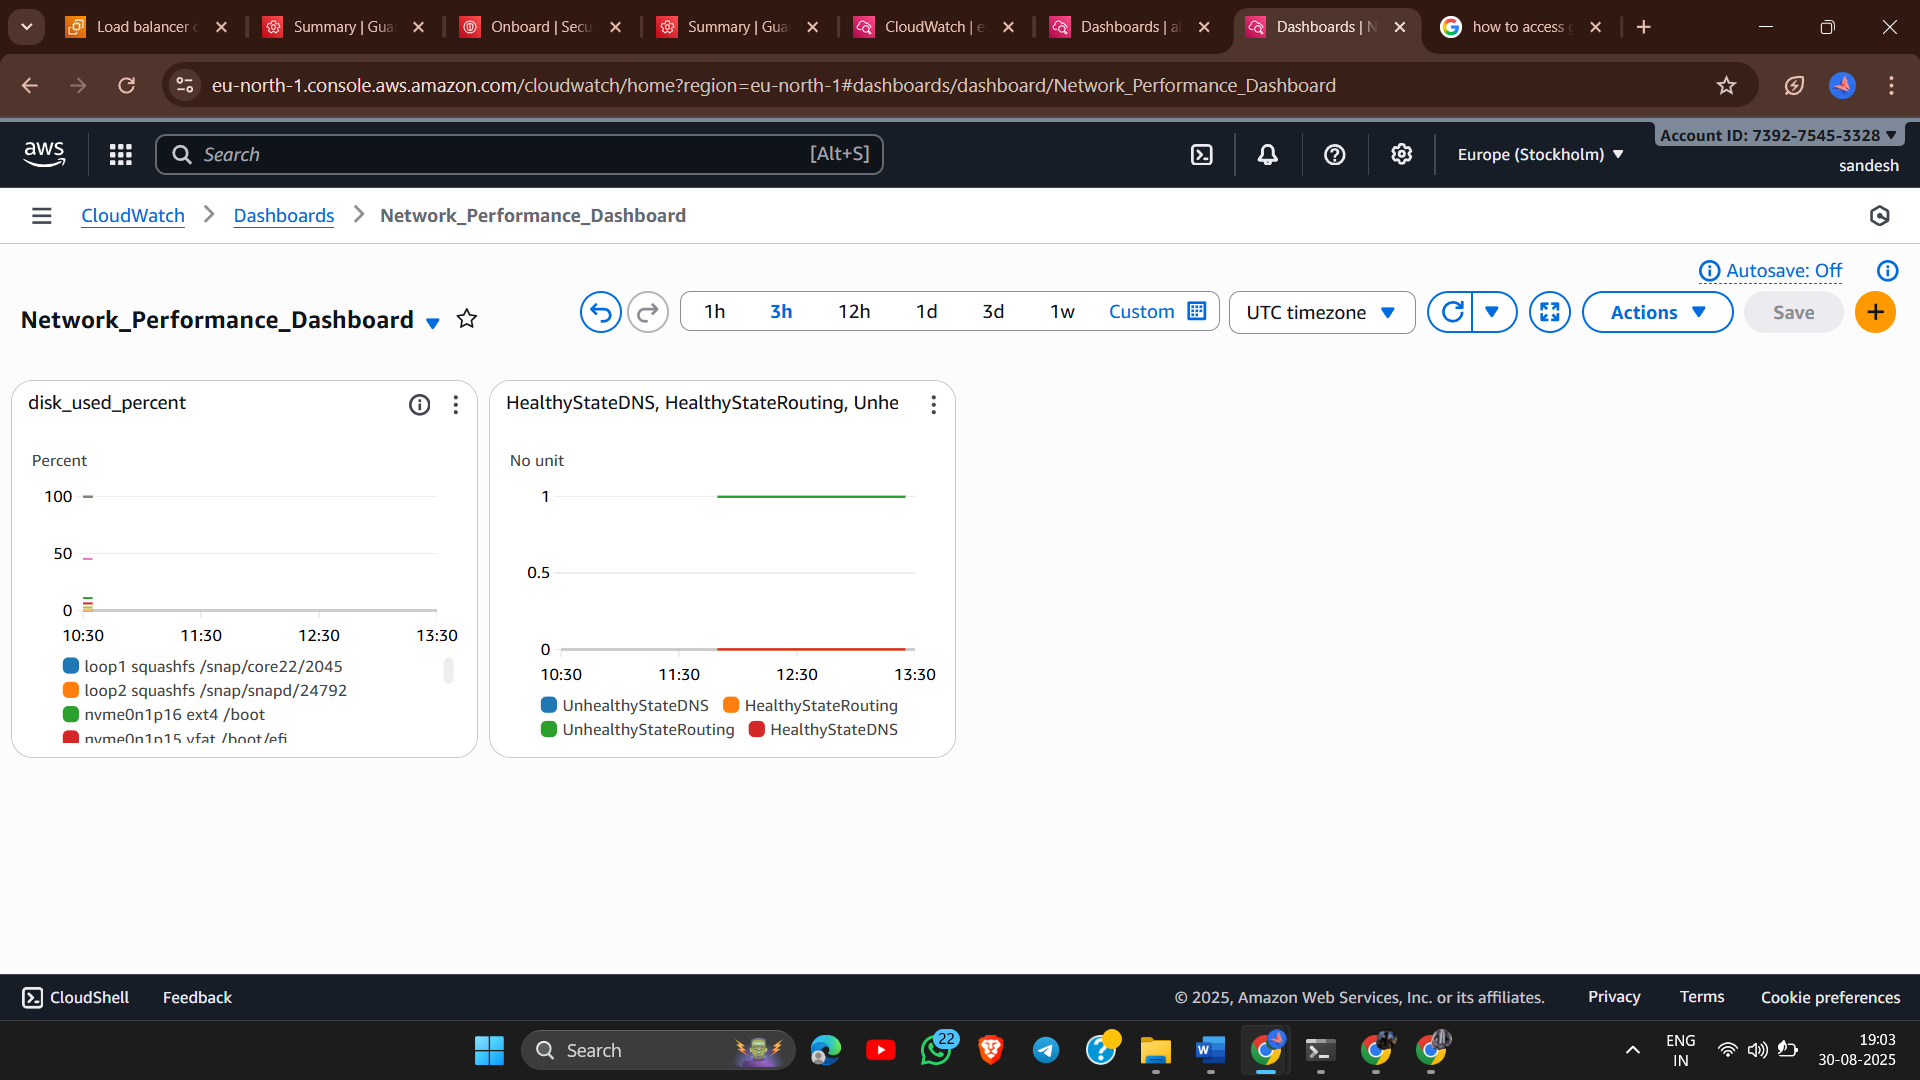 Load balancer c
Summary | Gua
Onboard | Secu
Summary | Gua
CloudWatch | e
Dashboards | al
Dashboards | N
how to access g
eu-north-1.console.aws.amazon.com/cloudwatch/home?region=eu-north-1#dashboards/dashboard/Network_Performance_Dashboard
aws
Search
[Alt+S]
Europe (Stockholm)
Account ID: 7392-7545-3328
sandesh
CloudWatch
Dashboards
Network_Performance_Dashboard
Autosave: Off
Network_Performance_Dashboard
1h
3h
12h
1d
3d
1w
Custom
UTC timezone
Actions
Save
disk_used_percent
Percent
100
50
0
10:30
11:30
12:30
13:30
loop1 squashfs /snap/core22/2045
loop2 squashfs /snap/snapd/24792
nvme0n1p16 ext4 /boot
nvme0n1p15 vfat /boot/efi
HealthyStateDNS, HealthyStateRouting, Unhe
No unit
1
0.5
0
10:30
11:30
12:30
13:30
UnhealthyStateDNS
HealthyStateRouting
UnhealthyStateRouting
HealthyStateDNS
CloudShell
Feedback
© 2025, Amazon Web Services, Inc. or its affiliates.
Privacy
Terms
Cookie preferences
Search
22
ENG
IN
19:03
30-08-2025